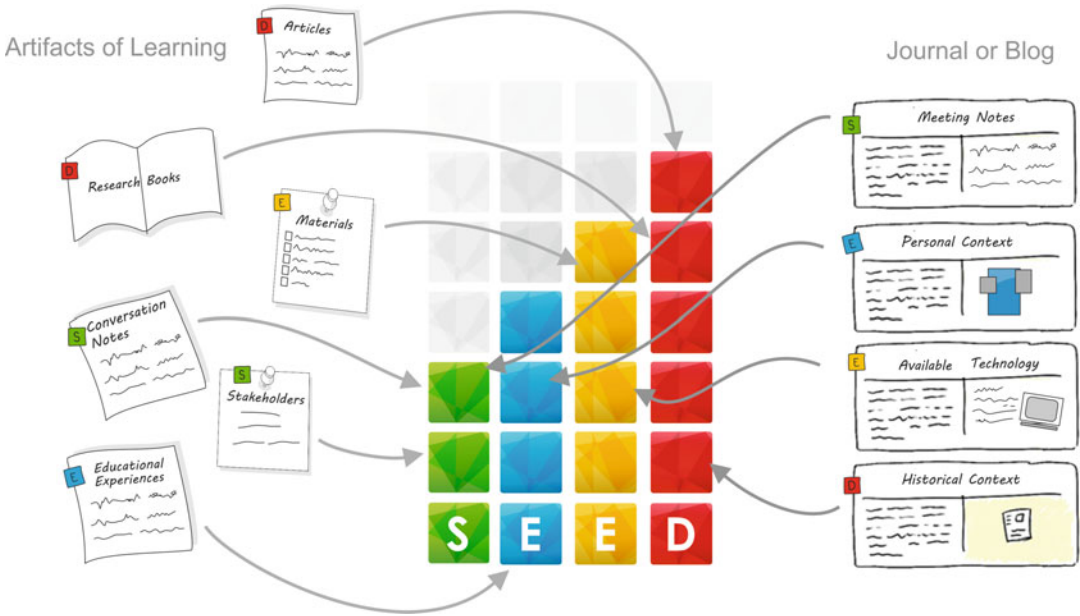 Artifacts of Learning
D
Articles
D
Research Books
E
Materials
S
Conversation
Notes
S
Stakeholders
E
Educational
Experiences
S E E D
Journal or Blog
S
Meeting Notes
E
Personal Context
E
Available Technology
D
Historical Context